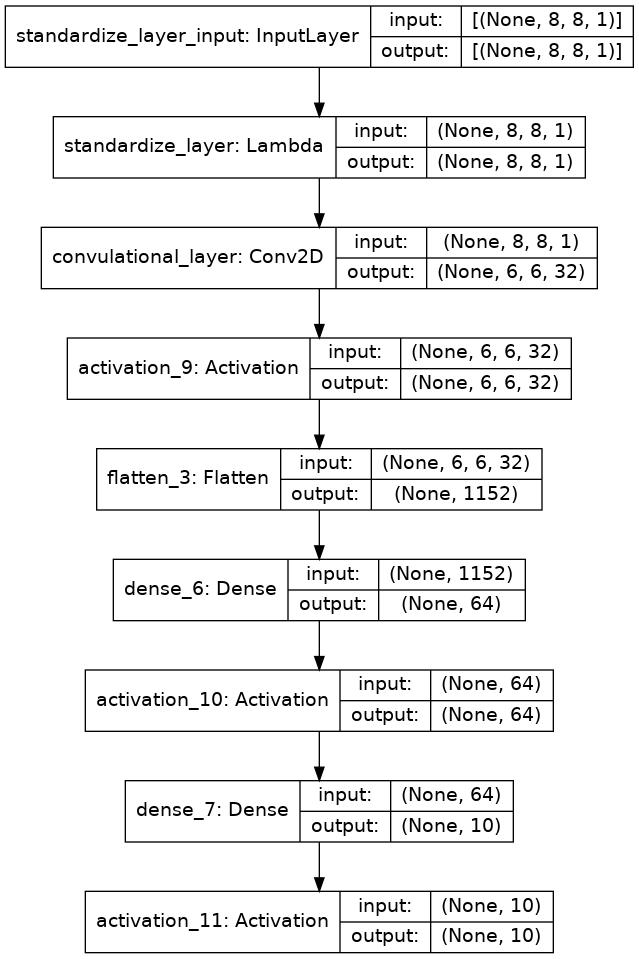 standardize_layer_input: InputLayer
input: [(None, 8, 8, 1)]
output: [(None, 8, 8, 1)]
standardize_layer: Lambda
input: (None, 8, 8, 1)
output: (None, 8, 8, 1)
convulational_layer: Conv2D
input: (None, 8, 8, 1)
output: (None, 6, 6, 32)
activation_9: Activation
input: (None, 6, 6, 32)
output: (None, 6, 6, 32)
flatten_3: Flatten
input: (None, 6, 6, 32)
output: (None, 1152)
dense_6: Dense
input: (None, 1152)
output: (None, 64)
activation_10: Activation
input: (None, 64)
output: (None, 64)
dense_7: Dense
input: (None, 64)
output: (None, 10)
activation_11: Activation
input: (None, 10)
output: (None, 10)